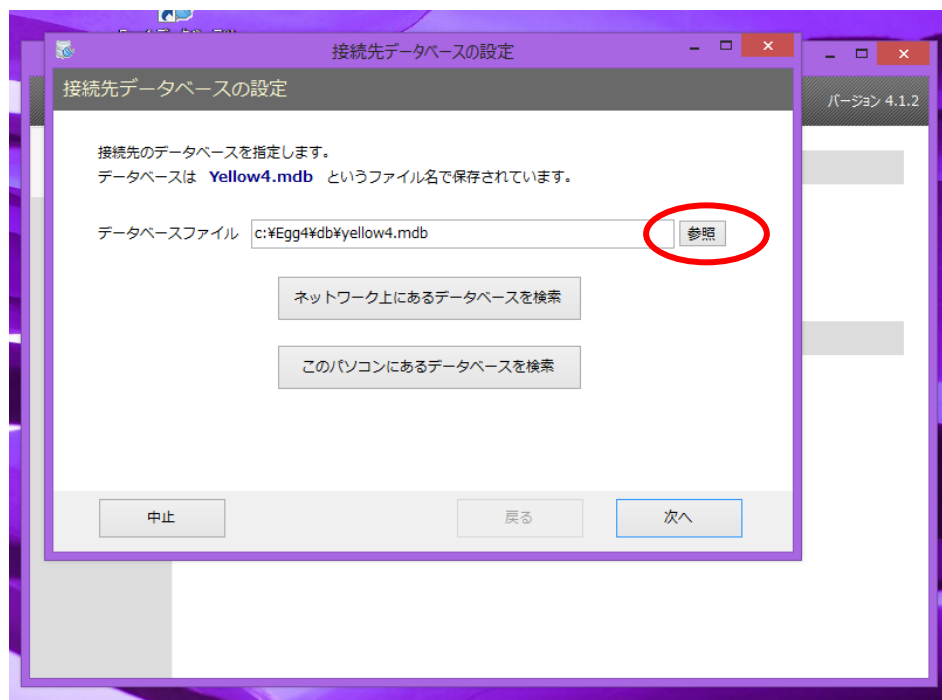 接続先データベースの設定
接続先データベースの設定
バージョン 4.1.2
接続先のデータベースを指定します。
データベースは Yellow4.mdb というファイル名で保存されています。
データベースファイル c:¥Egg4¥db¥yellow4.mdb 参照
ネットワーク上にあるデータベースを検索
このパソコンにあるデータベースを検索
中止 戻る 次へ